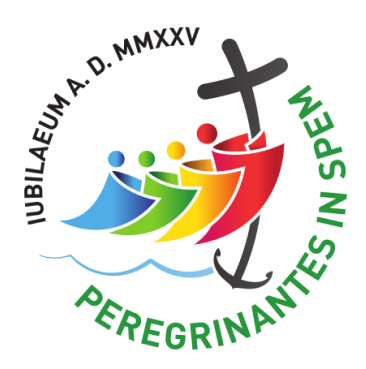 IUBILAEUM A. D. MMXXV
PEREGRINANTES IN SPEM